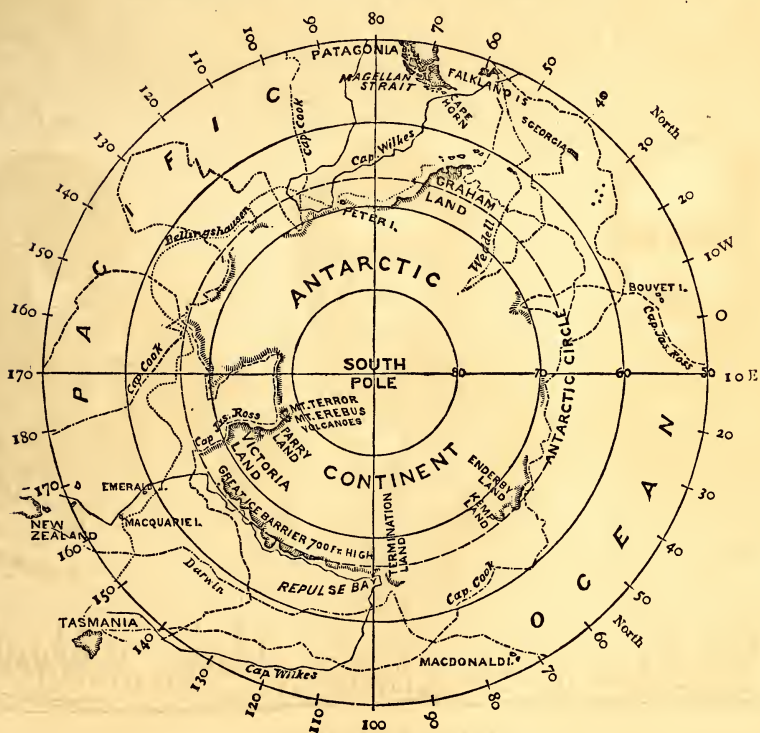 90
80
70
60
50
40
30
20
10W
0
10E
20
30
40
50
60
70
80
90
100
110
120
130
140
150
160
170
180
170
160
150
140
130
120
110
100
North
PATAGONIA
MAGELLAN
STRAIT
CAPE
HORN
FALKLAND IS
S GEORGIA
Cap Cook
Cap. Wilkes
GRAHAM
LAND
PETER I.
Bellingshausen
Weddell
BOUVET I.
Cap. Jas. Ross
PACIFIC
ANTARCTIC
SOUTH
POLE
80
70
60
50
ANTARCTIC CIRCLE
Cap. Cook
MT. TERROR
MT. EREBUS
VOLCANOES
Cap. Jas. Ross
PARRY
LAND
VICTORIA
LAND
CONTINENT
ENDERBY
LAND
KEMP
LAND
GREAT ICE BARRIER 700 FT. HIGH
TERMINATION
LAND
REPULSE BA
EMERALD I.
MACQUARIE I.
NEW
ZEALAND
Darwin
TASMANIA
Cap. Wilkes
Cap. Cook
MACDONALD I.
OCEAN
North